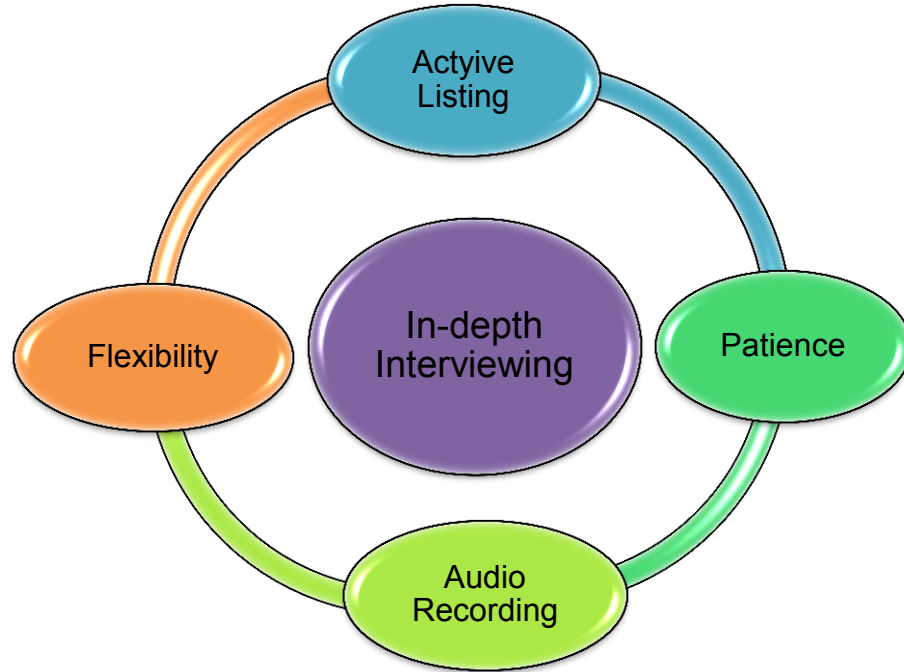 Actyive
Listing
In-depth
Interviewing
Flexibility
Patience
Audio
Recording